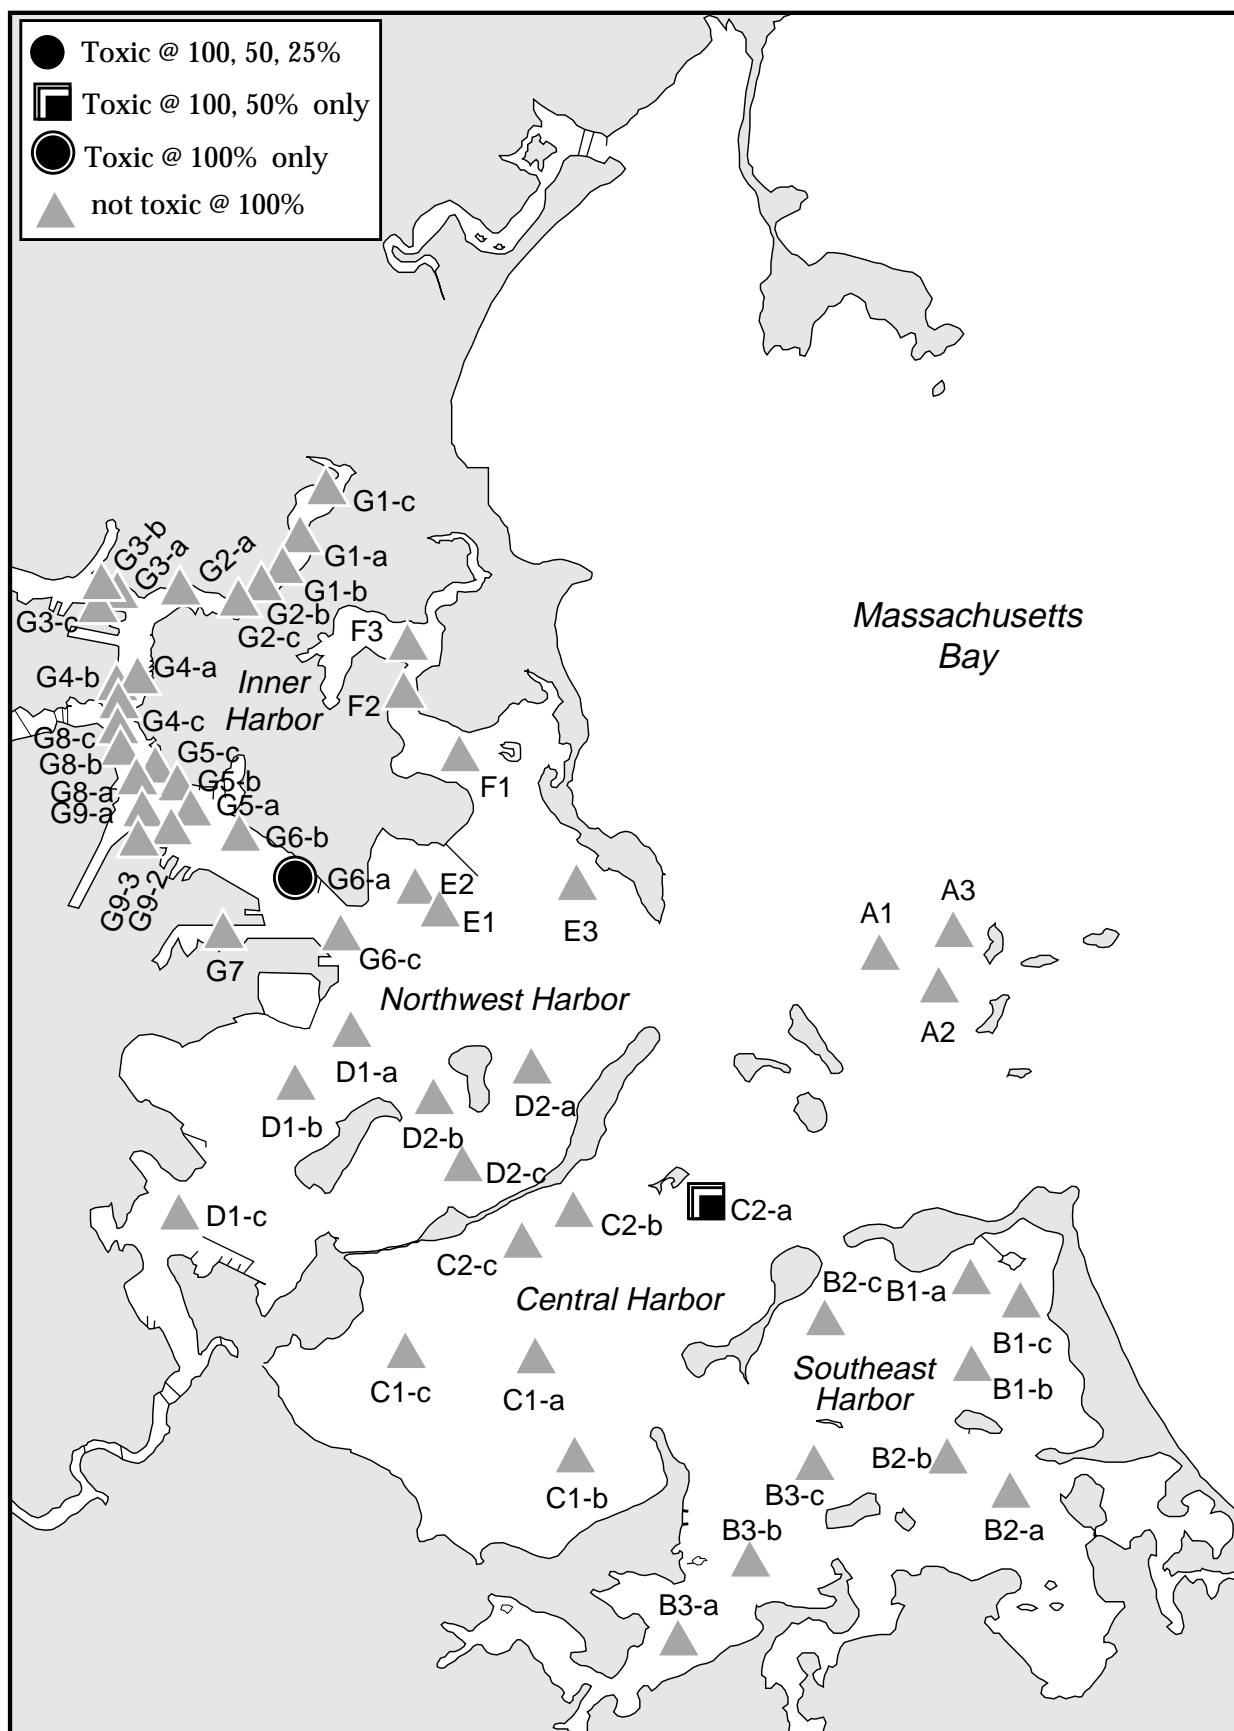 Toxic @ 100, 50, 25%
Toxic @ 100, 50% only
Toxic @ 100% only
not toxic @ 100%
G1-c
G3-b
G3-a
G2-a
G1-a
G1-b
G2-b
G3-c
G2-c
F3
Massachusetts
Bay
G4-a
G4-b
Inner
Harbor
F2
G4-c
G8-c
G5-c
G8-b
G5-b
F1
G8-a
G5-a
G9-a
G6-b
G9-3
G9-2
G6-a
E2
E1
E3
A1
A3
G7
G6-c
Northwest Harbor
A2
D1-a
D2-a
D1-b
D2-b
D2-c
D1-c
C2-b
C2-a
C2-c
B2-c
B1-a
Central Harbor
B1-c
Southeast
Harbor
B1-b
C1-c
C1-a
B2-b
C1-b
B3-c
B2-a
B3-b
B3-a